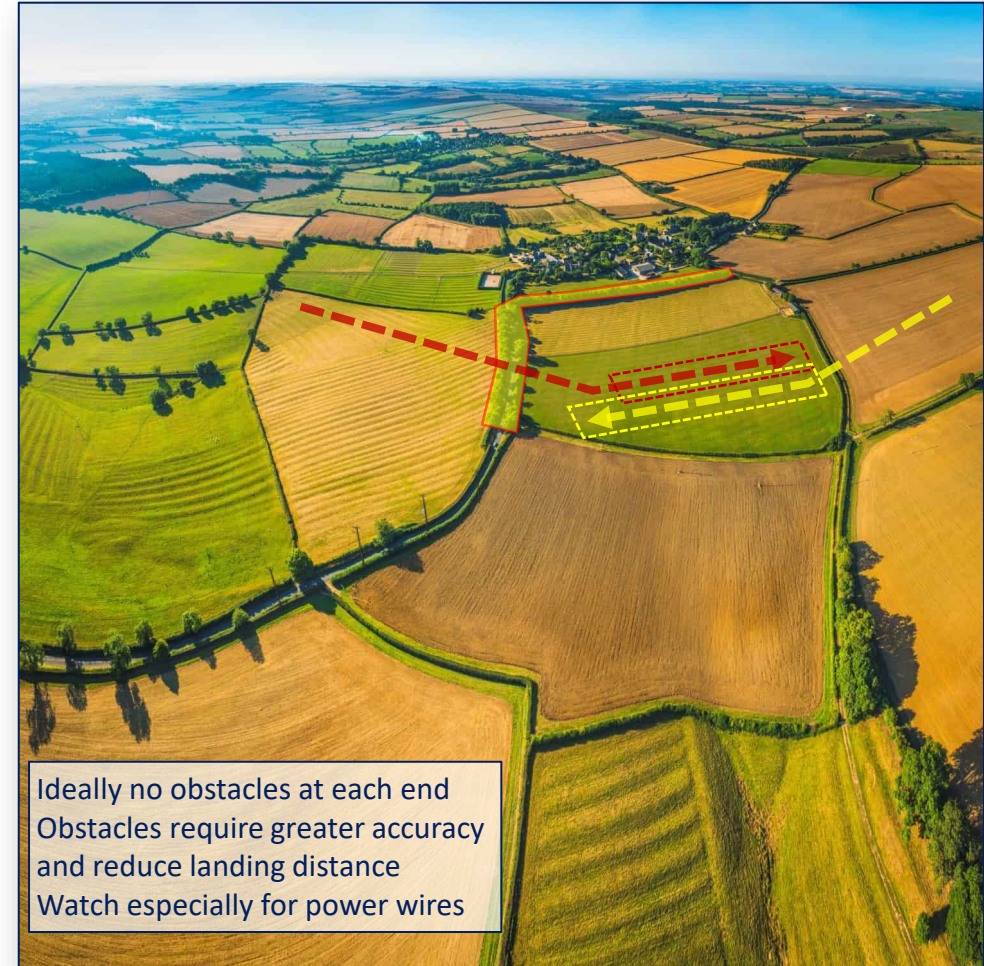 Ideally no obstacles at each end
Obstacles require greater accuracy
and reduce landing distance
Watch especially for power wires